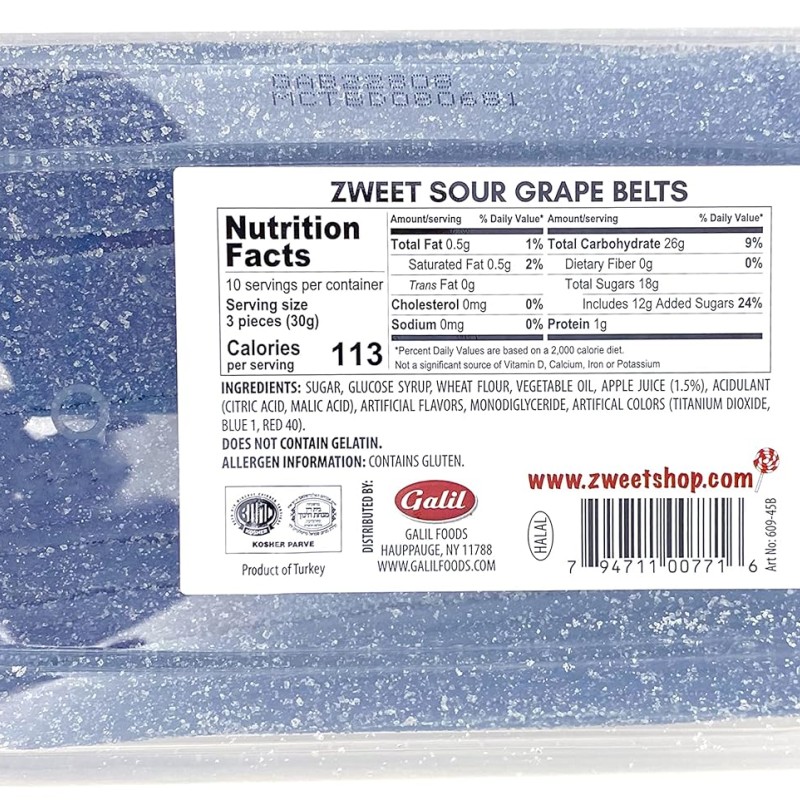 ZWEET SOUR GRAPE BELTS
Nutrition
Facts
10 servings per container
Serving size
3 pieces (30g)
Calories
per serving
113
Amount/serving % Daily Value*
Total Fat 0.5g 1%
Saturated Fat 0.5g 2%
Trans Fat 0g
Cholesterol 0mg 0%
Sodium 0mg 0%
Amount/serving % Daily Value*
Total Carbohydrate 26g 9%
Dietary Fiber 0g 0%
Total Sugars 18g
Includes 12g Added Sugars 24%
Protein 1g
*Percent Daily Values are based on a 2,000 calorie diet.
Not a significant source of Vitamin D, Calcium, Iron or Potassium
INGREDIENTS: SUGAR, GLUCOSE SYRUP, WHEAT FLOUR, VEGETABLE OIL, APPLE JUICE (1.5%), ACIDULANT
(CITRIC ACID, MALIC ACID), ARTIFICIAL FLAVORS, MONODIGLYCERIDE, ARTIFICAL COLORS (TITANIUM DIOXIDE,
BLUE 1, RED 40).
DOES NOT CONTAIN GELATIN.
ALLERGEN INFORMATION: CONTAINS GLUTEN.
KOSHER PARVE
Product of Turkey
DISTRIBUTED BY:
Galil
GALIL FOODS
HAUPPAUGE, NY 11788
WWW.GALILFOODS.COM
www.zweetshop.com
HALAL
7 94711 00771 6
Art No: 609-45B